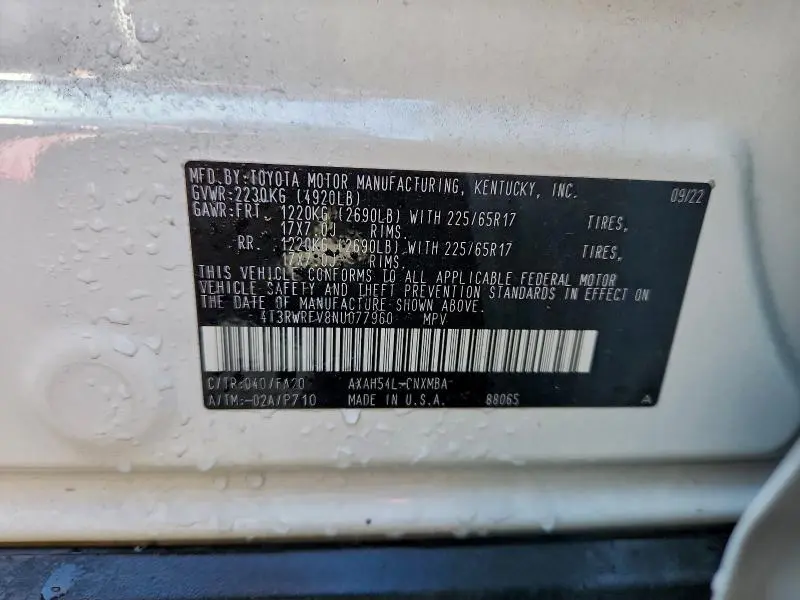 MFD.BY:TOYOTA MOTOR MANUFACTURING, KENTUCKY, INC. 09/22
GVWR:2230KG (4920LB)
GAWR:FRT. 1220KG (2690LB) WITH 225/65R17 TIRES,
17X7.0J RIMS.
RR. 1220KG (2690LB) WITH 225/65R17 TIRES,
17X7.0J RIMS.
THIS VEHICLE CONFORMS TO ALL APPLICABLE FEDERAL MOTOR
VEHICLE SAFETY AND THEFT PREVENTION STANDARDS IN EFFECT ON
THE DATE OF MANUFACTURE SHOWN ABOVE.
4T3RWRFV8NU077960 MPV
C/TR:040/FA20 AXAH54L-CNXMBA
A/TM:-02A/P710 MADE IN U.S.A. 88065 A